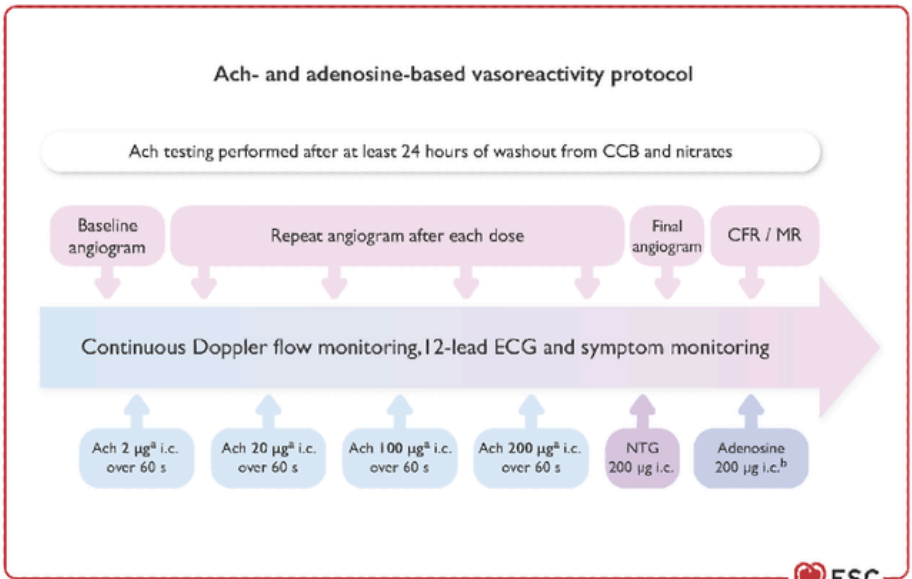 Ach- and adenosine-based vasoreactivity protocol
Ach testing performed after at least 24 hours of washout from CCB and nitrates
Baseline
angiogram
Repeat angiogram after each dose
Final
angiogram
CFR / MR
Continuous Doppler flow monitoring,12-lead ECG and symptom monitoring
Ach 2 µgᵃ i.c.
over 60 s
Ach 20 µgᵃ i.c.
over 60 s
Ach 100 µgᵃ i.c.
over 60 s
Ach 200 µgᵃ i.c.
over 60 s
NTG
200 µg i.c.
Adenosine
200 µg i.c.ᵇ
ESC